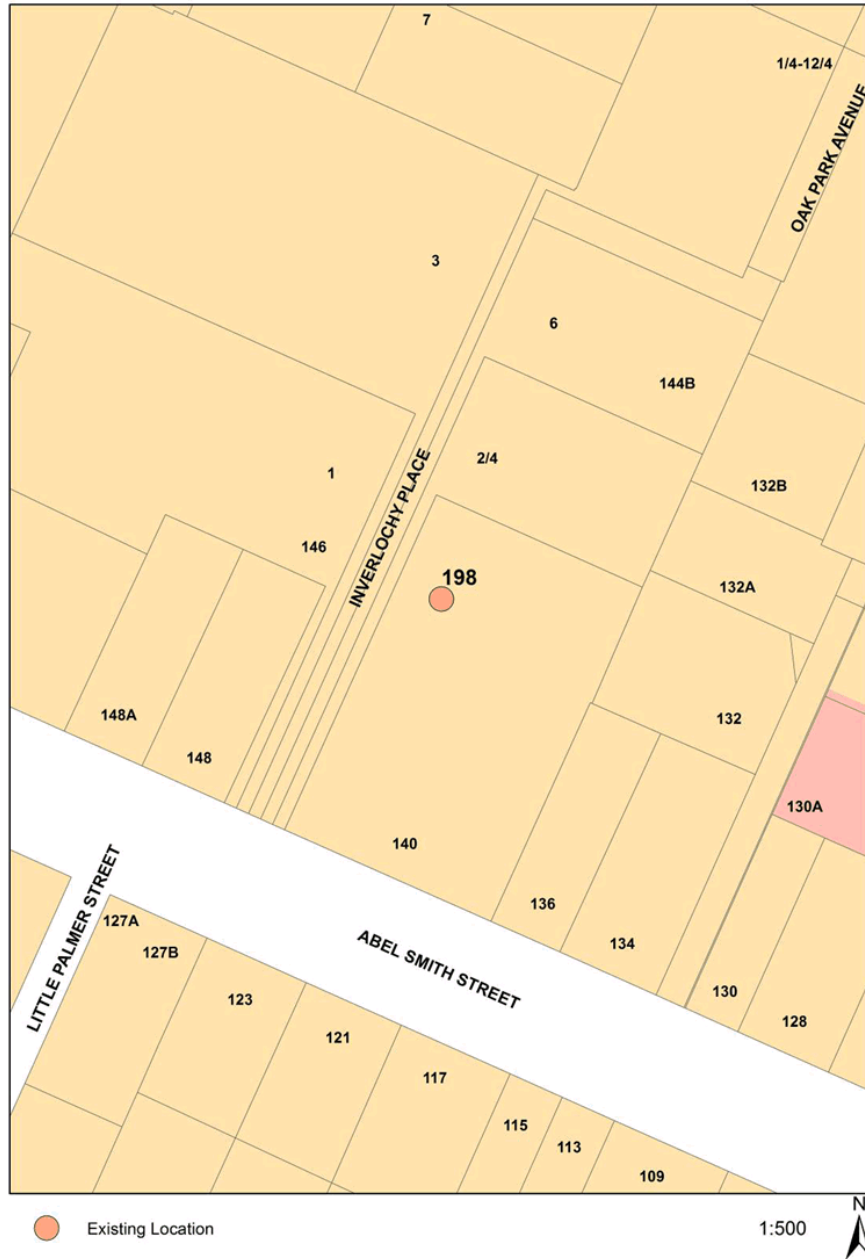 7
1/4-12/4
OAK PARK AVENUE
3
6
144B
INVERLOCHY PLACE
2/4
1
132B
146
198
132A
148A
148
132
130A
140
136
134
LITTLE PALMER STREET
127A
127B
ABEL SMITH STREET
130
128
123
121
117
115
113
109
Existing Location
1:500
N